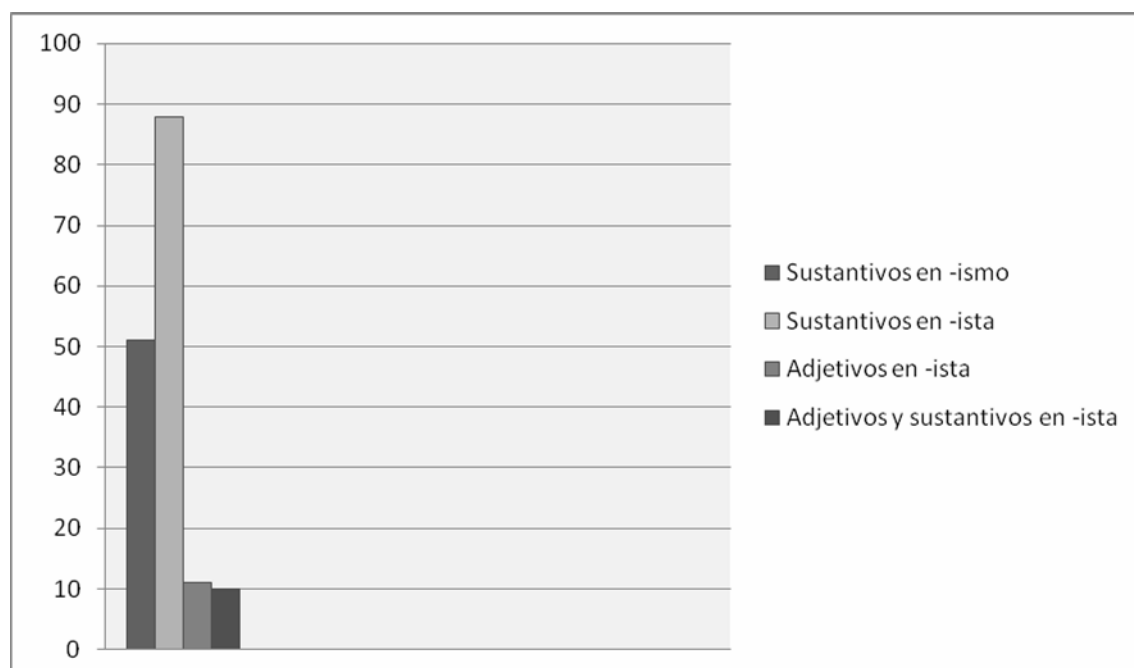 100
90
80
70
60
50
40
30
20
10
0
Sustantivos en -ismo
Sustantivos en -ista
Adjetivos en -ista
Adjetivos y sustantivos en -ista